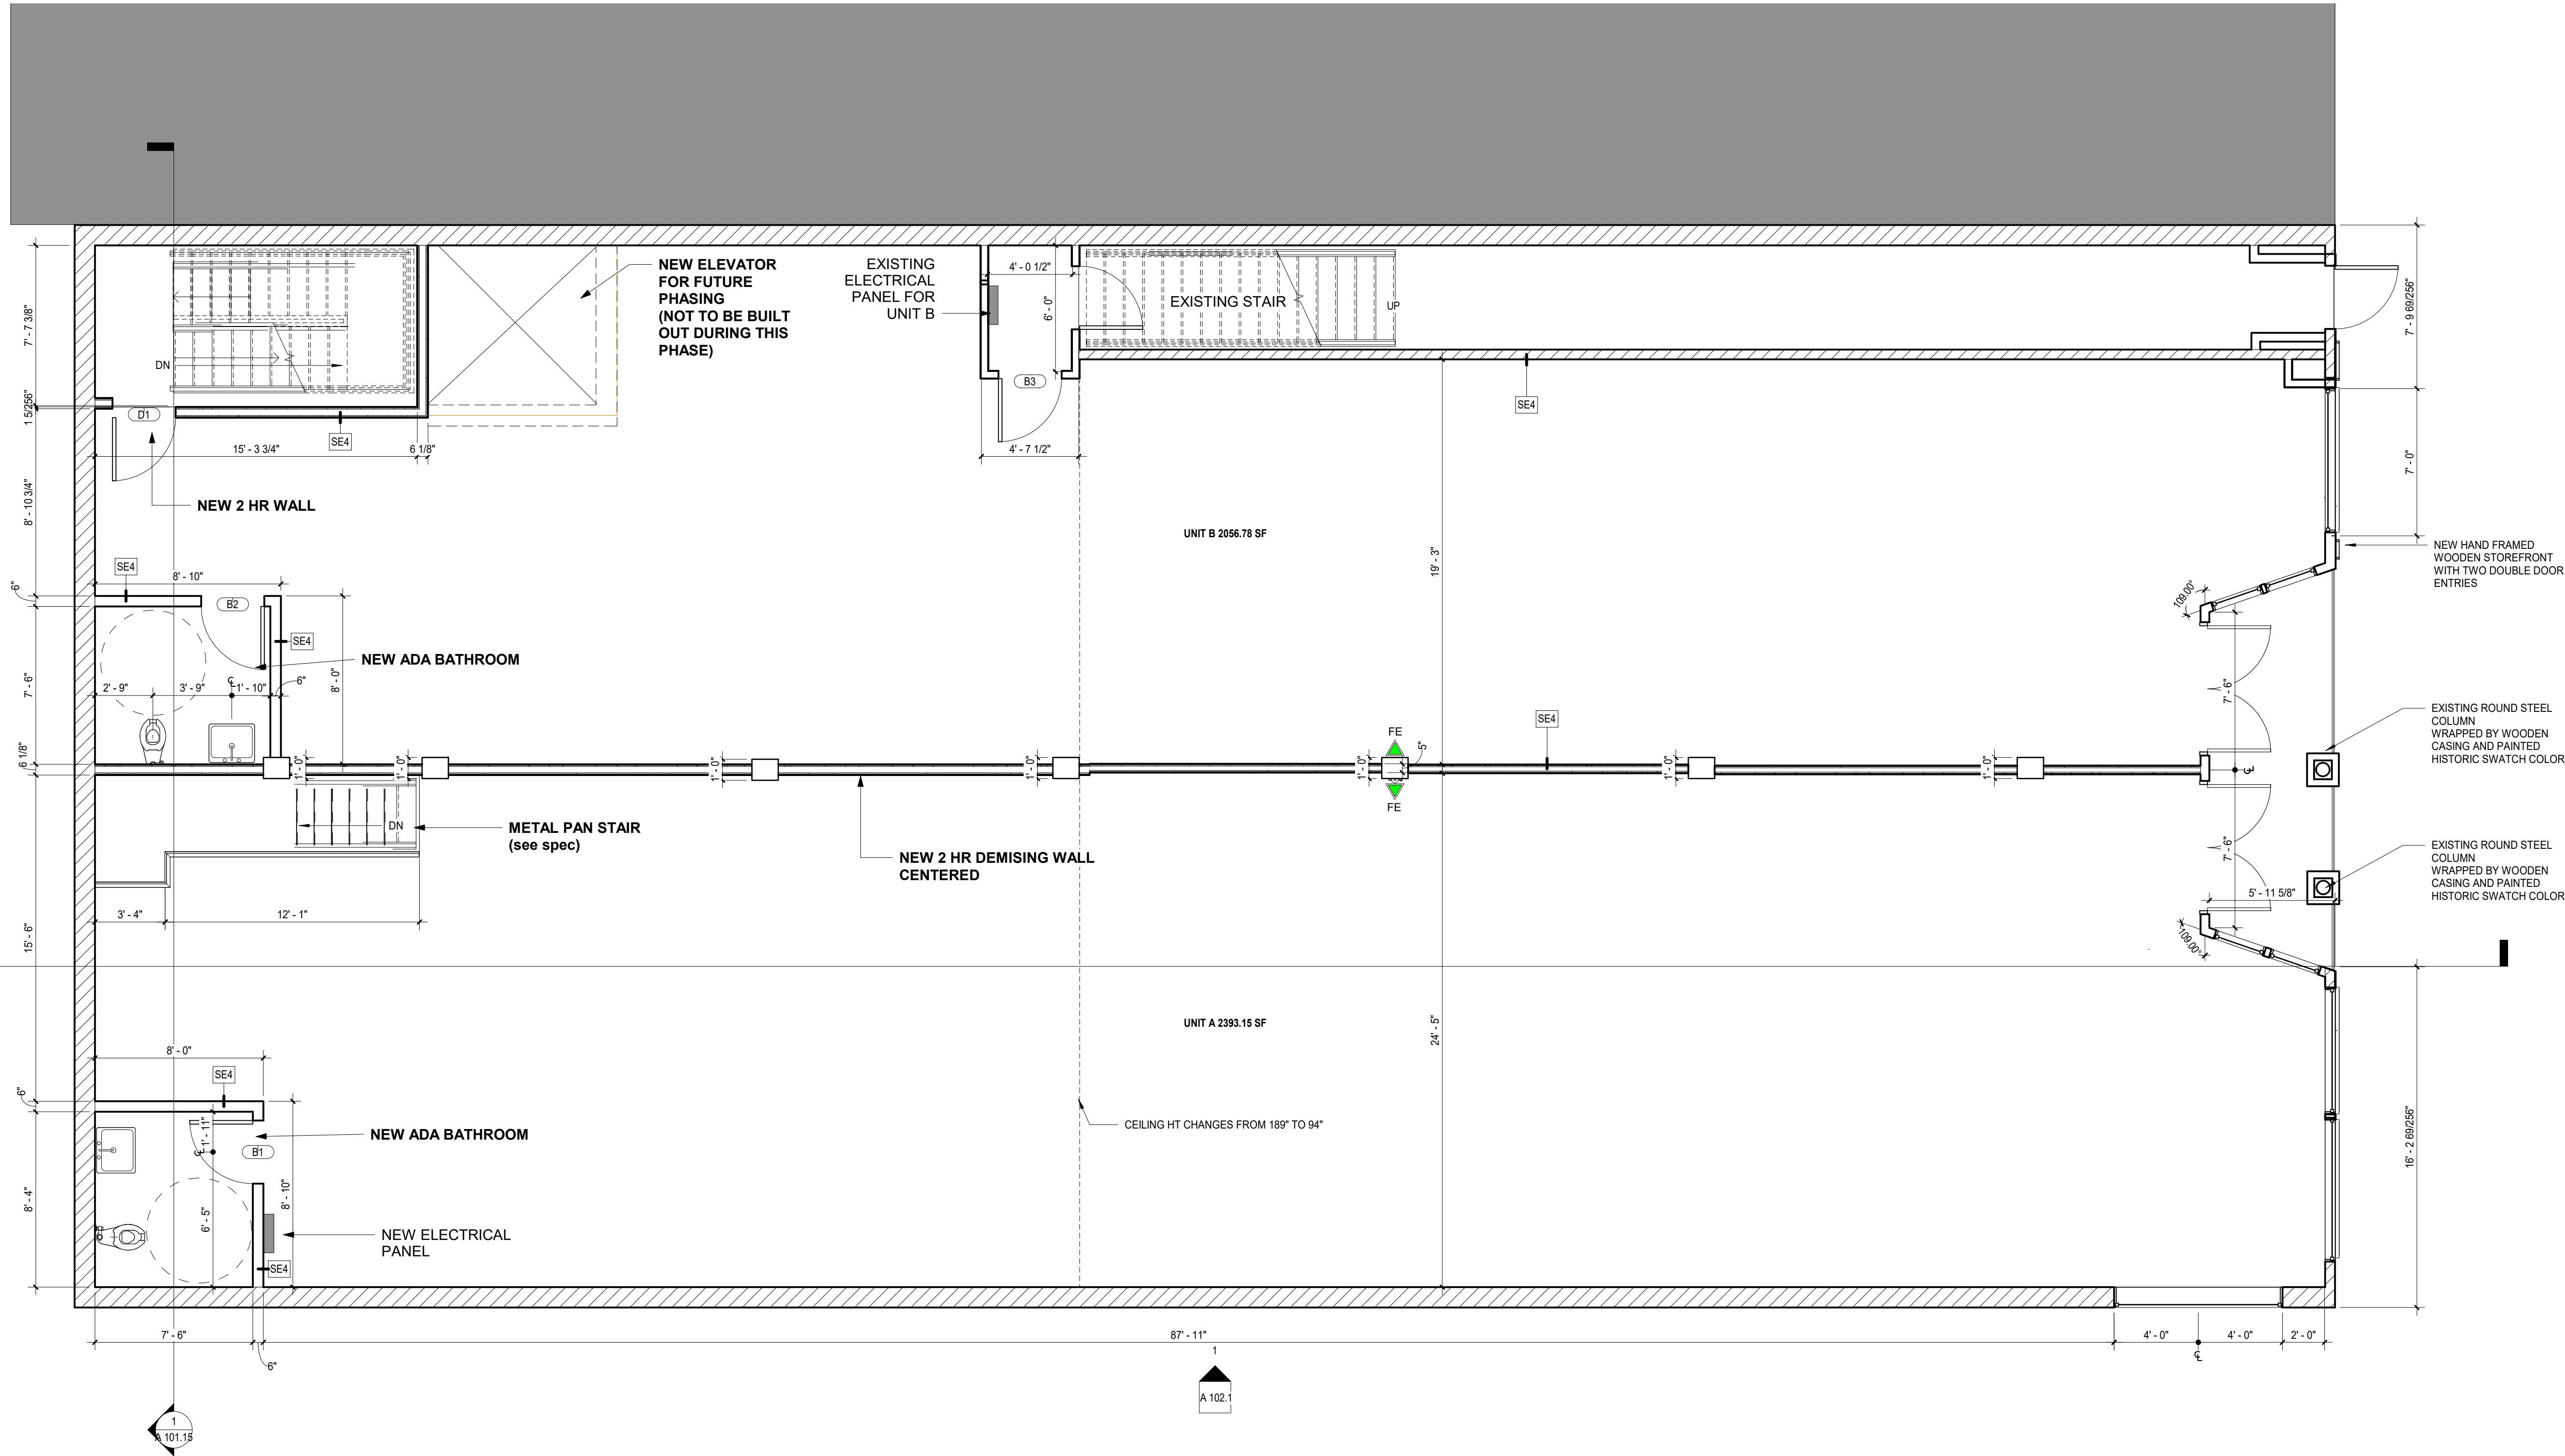 NEW ELEVATOR
FOR FUTURE
PHASING
(NOT TO BE BUILT
OUT DURING THIS
PHASE)
EXISTING
ELECTRICAL
PANEL FOR
UNIT B
4' - 0 1/2"
6' - 0"
EXISTING STAIR
UP
7' - 9 69/256"
7' - 7 3/8"
DN
B3
D1
1 5/256"
SE4
SE4
15' - 3 3/4"
6 1/8"
4' - 7 1/2"
7' - 0"
8' - 10 3/4"
NEW 2 HR WALL
UNIT B 2056.78 SF
19' - 3"
NEW HAND FRAMED
WOODEN STOREFRONT
WITH TWO DOUBLE DOOR
ENTRIES
SE4
8' - 10"
6"
B2
109.00°
SE4
NEW ADA BATHROOM
8' - 0"
7' - 6"
2' - 9"
3' - 9"
CL
1' - 10"
6"
7' - 6"
EXISTING ROUND STEEL
COLUMN
WRAPPED BY WOODEN
CASING AND PAINTED
HISTORIC SWATCH COLOR
SE4
FE
5"
6 1/8"
1' - 0"
1' - 0"
1' - 0"
1' - 0"
1' - 0"
1' - 0"
1' - 0"
CL
FE
DN
METAL PAN STAIR
(see spec)
NEW 2 HR DEMISING WALL
CENTERED
7' - 6"
EXISTING ROUND STEEL
COLUMN
WRAPPED BY WOODEN
CASING AND PAINTED
HISTORIC SWATCH COLOR
5' - 11 5/8"
3' - 4"
12' - 1"
15' - 6"
109.00°
UNIT A 2393.15 SF
24' - 5"
8' - 0"
SE4
6"
1' - 11"
NEW ADA BATHROOM
CEILING HT CHANGES FROM 189" TO 94"
CL
B1
16' - 2 69/256"
8' - 4"
8' - 10"
6' - 5"
NEW ELECTRICAL
PANEL
SE4
7' - 6"
6"
87' - 11"
4' - 0"
4' - 0"
2' - 0"
CL
1
A 102.1
1
A 101.15